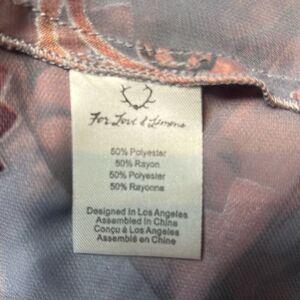 For Love & Lemons
50% Polyester
50% Rayon
50% Polyester
50% Rayonne
Designed in Los Angeles
Assembled in China
Conçu à Los Angeles
Assemblé en Chine